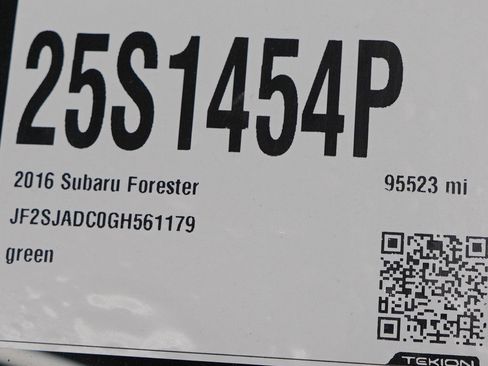 25S1454P
2016 Subaru Forester
95523 mi
JF2SJADC0GH561179
green
TEKION